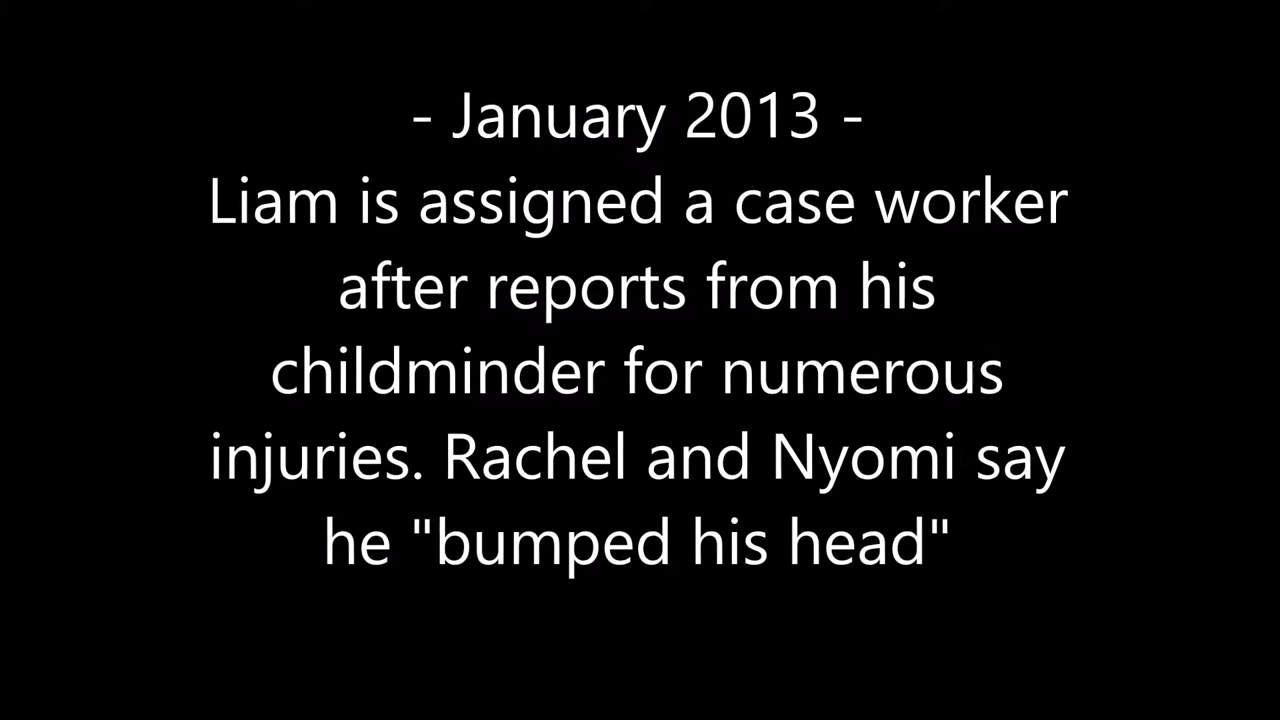 - January 2013 -
Liam is assigned a case worker
after reports from his
childminder for numerous
injuries. Rachel and Nyomi say
he "bumped his head"